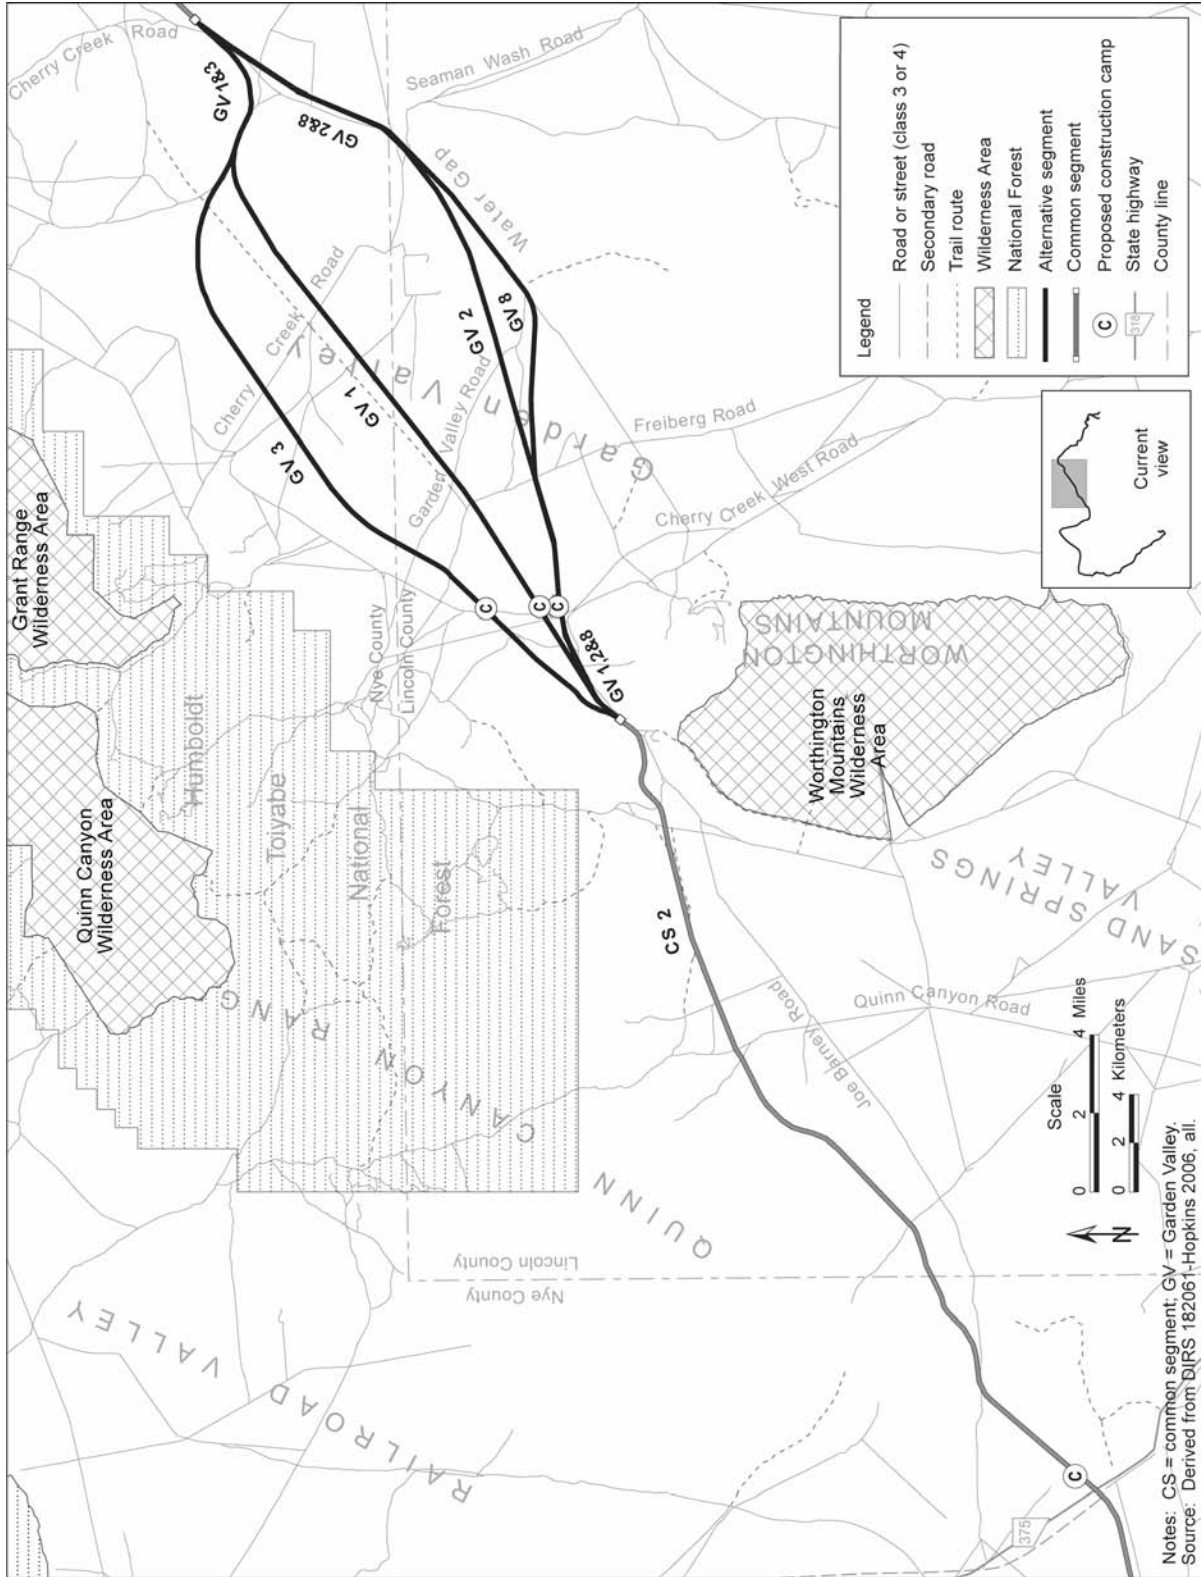 Grant Range
Wilderness Area
Quinn Canyon
Wilderness Area
Humboldt
Toiyabe
National
Forest
QUINN CANYON RANG
RAILROAD VALLEY
Nye County
Lincoln County
Lincoln County
Nye County
Cherry Creek Road
GV 1&3
GV 2&8
Seaman Wash Road
Water Gap
Cherry Creek Road
Garden Valley
GV 3
GV 1
GV 2
GV 8
Garden Valley Road
Freiberg Road
Cherry Creek West Road
C
C
C
GV 1,2&8
WORTHINGTON
MOUNTAINS
Worthington
Mountains
Wilderness
Area
SAND SPRINGS
VALLEY
CS 2
Joe Barney Road
Quinn Canyon Road
C
375
Scale
0 2 4 Miles
0 2 4 Kilometers
N
Current
view
Legend
Road or street (class 3 or 4)
Secondary road
Trail route
Wilderness Area
National Forest
Alternative segment
Common segment
C Proposed construction camp
318 State highway
County line
Notes: CS = common segment; GV = Garden Valley.
Source: Derived from DIRS 182061-Hopkins 2006, all.